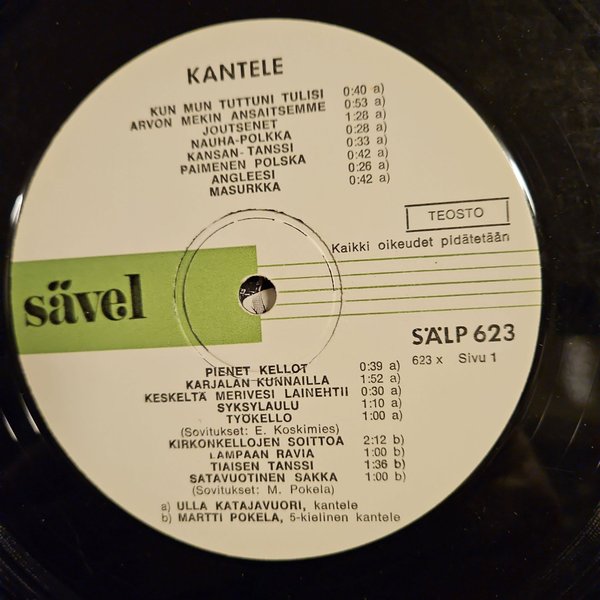 KANTELE
KUN MUN TUTTUNI TULISI 0:40 a)
ARVON MEKIN ANSAITSEMME 0:53 a)
JOUTSENET 1:28 a)
NAUHA-POLKKA 0:28 a)
KANSAN-TANSSI 0:33 a)
PAIMENEN POLSKA 0:42 a)
ANGLEESI 0:26 a)
MASURKKA 0:42 a)
TEOSTO
Kaikki oikeudet pidätetään
sävel
SÄLP 623
623 x Sivu 1
PIENET KELLOT 0:39 a)
KARJALAN KUNNAILLA 1:52 a)
KESKELTÄ MERIVESI LAINEHTII 0:30 a)
SYKSYLAULU 1:10 a)
TYÖKELLO 1:00 a)
(Sovitukset: E. Koskimies)
KIRKONKELLOJEN SOITTOA 2:12 b)
LAMPAAN RAVIA 1:00 b)
TIAISEN TANSSI 1:36 b)
SATAVUOTINEN SAKKA 1:00 b)
(Sovitukset: M. Pokela)
a) ULLA KATAJAVUORI, kantele
b) MARTTI POKELA, 5-kielinen kantele